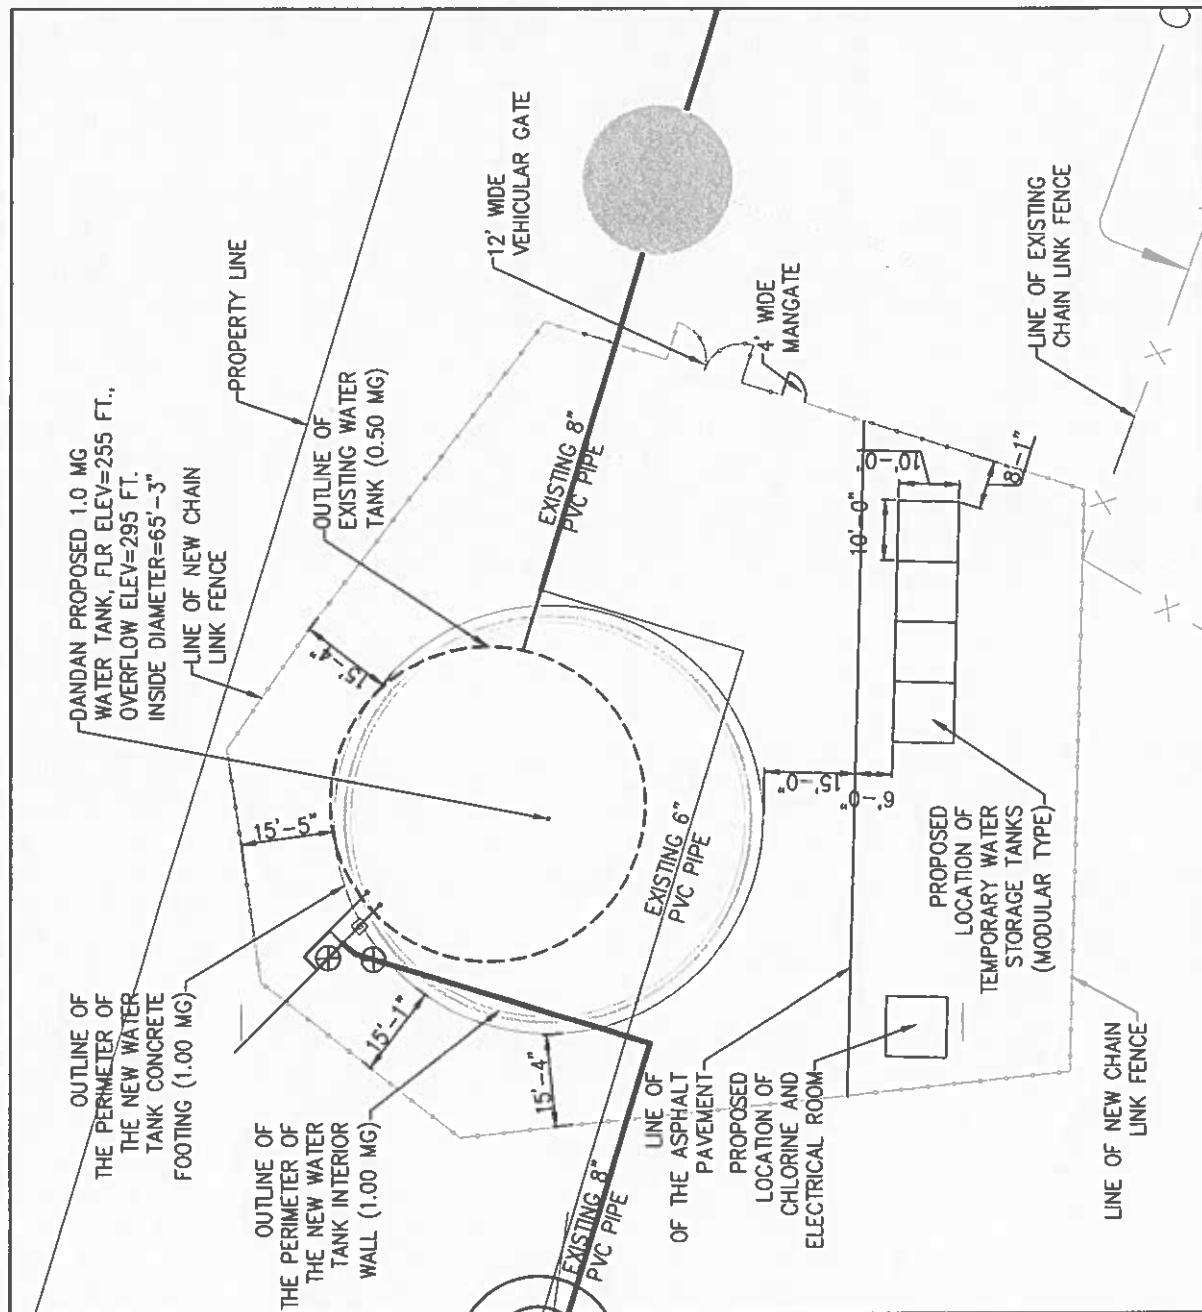 DANDAN PROPOSED 1.0 MG
WATER TANK, FLR ELEV=255 FT.,
OVERFLOW ELEV=295 FT.
INSIDE DIAMETER=65'-3"
LINE OF NEW CHAIN
LINK FENCE
PROPERTY LINE
OUTLINE OF
EXISTING WATER
TANK (0.50 MG)
12' WIDE
VEHICULAR GATE
4' WIDE
MANGATE
LINE OF EXISTING
CHAIN LINK FENCE
EXISTING 8"
PVC PIPE
15'-4"
15'-5"
OUTLINE OF
THE PERIMETER OF
THE NEW WATER
TANK CONCRETE
FOOTING (1.00 MG)
15'-1"
OUTLINE OF
THE PERIMETER OF
THE NEW WATER
TANK INTERIOR
WALL (1.00 MG)
15'-4"
EXISTING 6"
PVC PIPE
EXISTING 8"
PVC PIPE
15'-0"
6'-0"
10'-0"
10'-0"
8'-1"
PROPOSED
LOCATION OF
TEMPORARY WATER
STORAGE TANKS
(MODULAR TYPE)
LINE OF
OF THE ASPHALT
PAVEMENT
PROPOSED
LOCATION OF
CHLORINE AND
ELECTRICAL ROOM
LINE OF NEW CHAIN
LINK FENCE
X
X
X